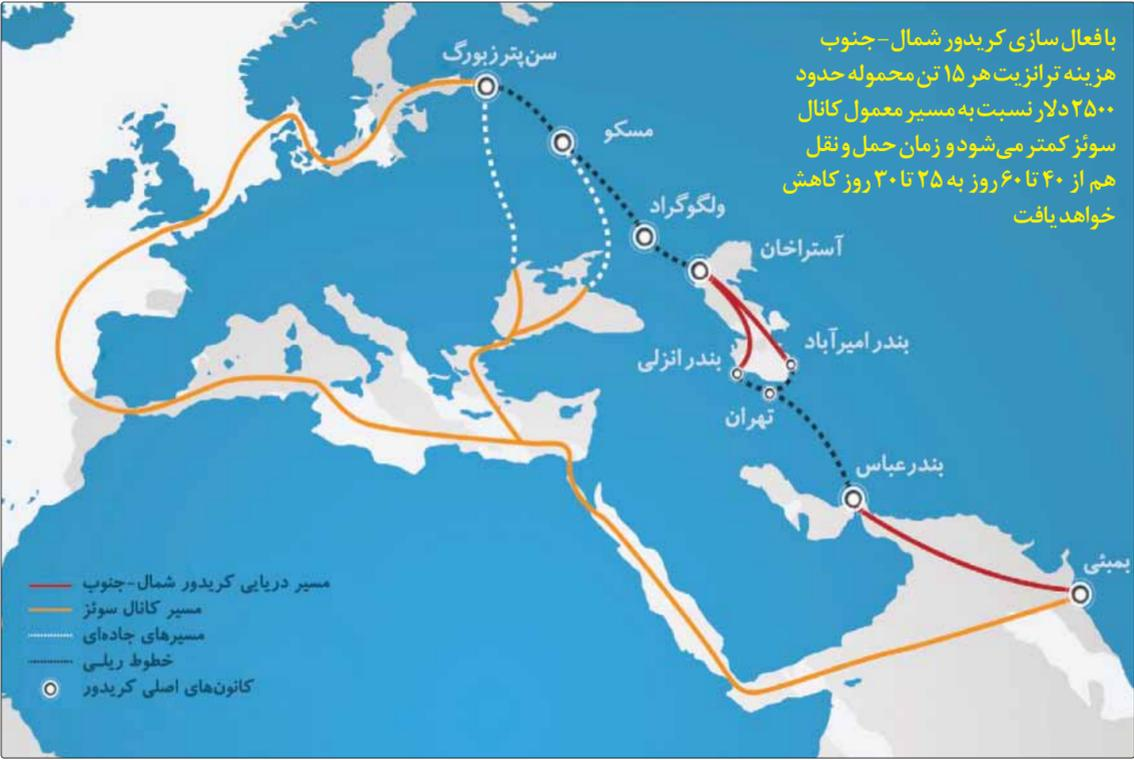 با فعال سازی کریدور شمال - جنوب
هزینه ترانزیت هر ۱۵ تن محموله حدود
۲۵۰۰ دلار نسبت به مسیر معمول کانال
سوئز کمتر می‌شود و زمان حمل و نقل
هم از ۴۰ تا ۶۰ روز به ۲۵ تا ۳۰ روز کاهش
خواهد یافت
سن پترزبورگ
مسکو
ولگوگراد
آستراخان
بندر امیرآباد
بندر انزلی
تهران
بندرعباس
بمبئی
مسیر دریایی کریدور شمال-جنوب
مسیر کانال سوئز
مسیرهای جاده‌ای
خطوط ریلی
کانون‌های اصلی کریدور